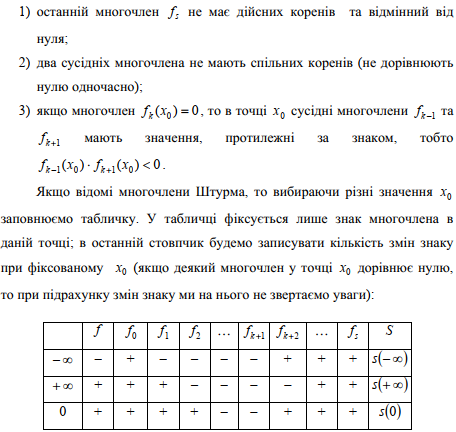 1) останній многочлен f_s не має дійсних коренів та відмінний від
нуля;
2) два сусідніх многочлена не мають спільних коренів (не дорівнюють
нулю одночасно);
3) якщо многочлен f_k(x_0) = 0, то в точці x_0 сусідні многочлени f_{k-1} та
f_{k+1} мають значення, протилежні за знаком, тобто
f_{k-1}(x_0) · f_{k+1}(x_0) < 0.
Якщо відомі многочлени Штурма, то вибираючи різні значення x_0
заповнюємо табличку. У табличці фіксується лише знак многочлена в
даній точці; в останній стовпчик будемо записувати кількість змін знаку
при фіксованому x_0 (якщо деякий многочлен у точці x_0 дорівнює нулю,
то при підрахунку змін знаку ми на нього не звертаємо уваги):
f f_0 f_1 f_2 … f_{k+1} f_{k+2} … f_s S
−∞ − + − − − − + + + s(−∞)
+∞ + + + − − − − + + s(+∞)
0 + + + + − − + + + s(0)